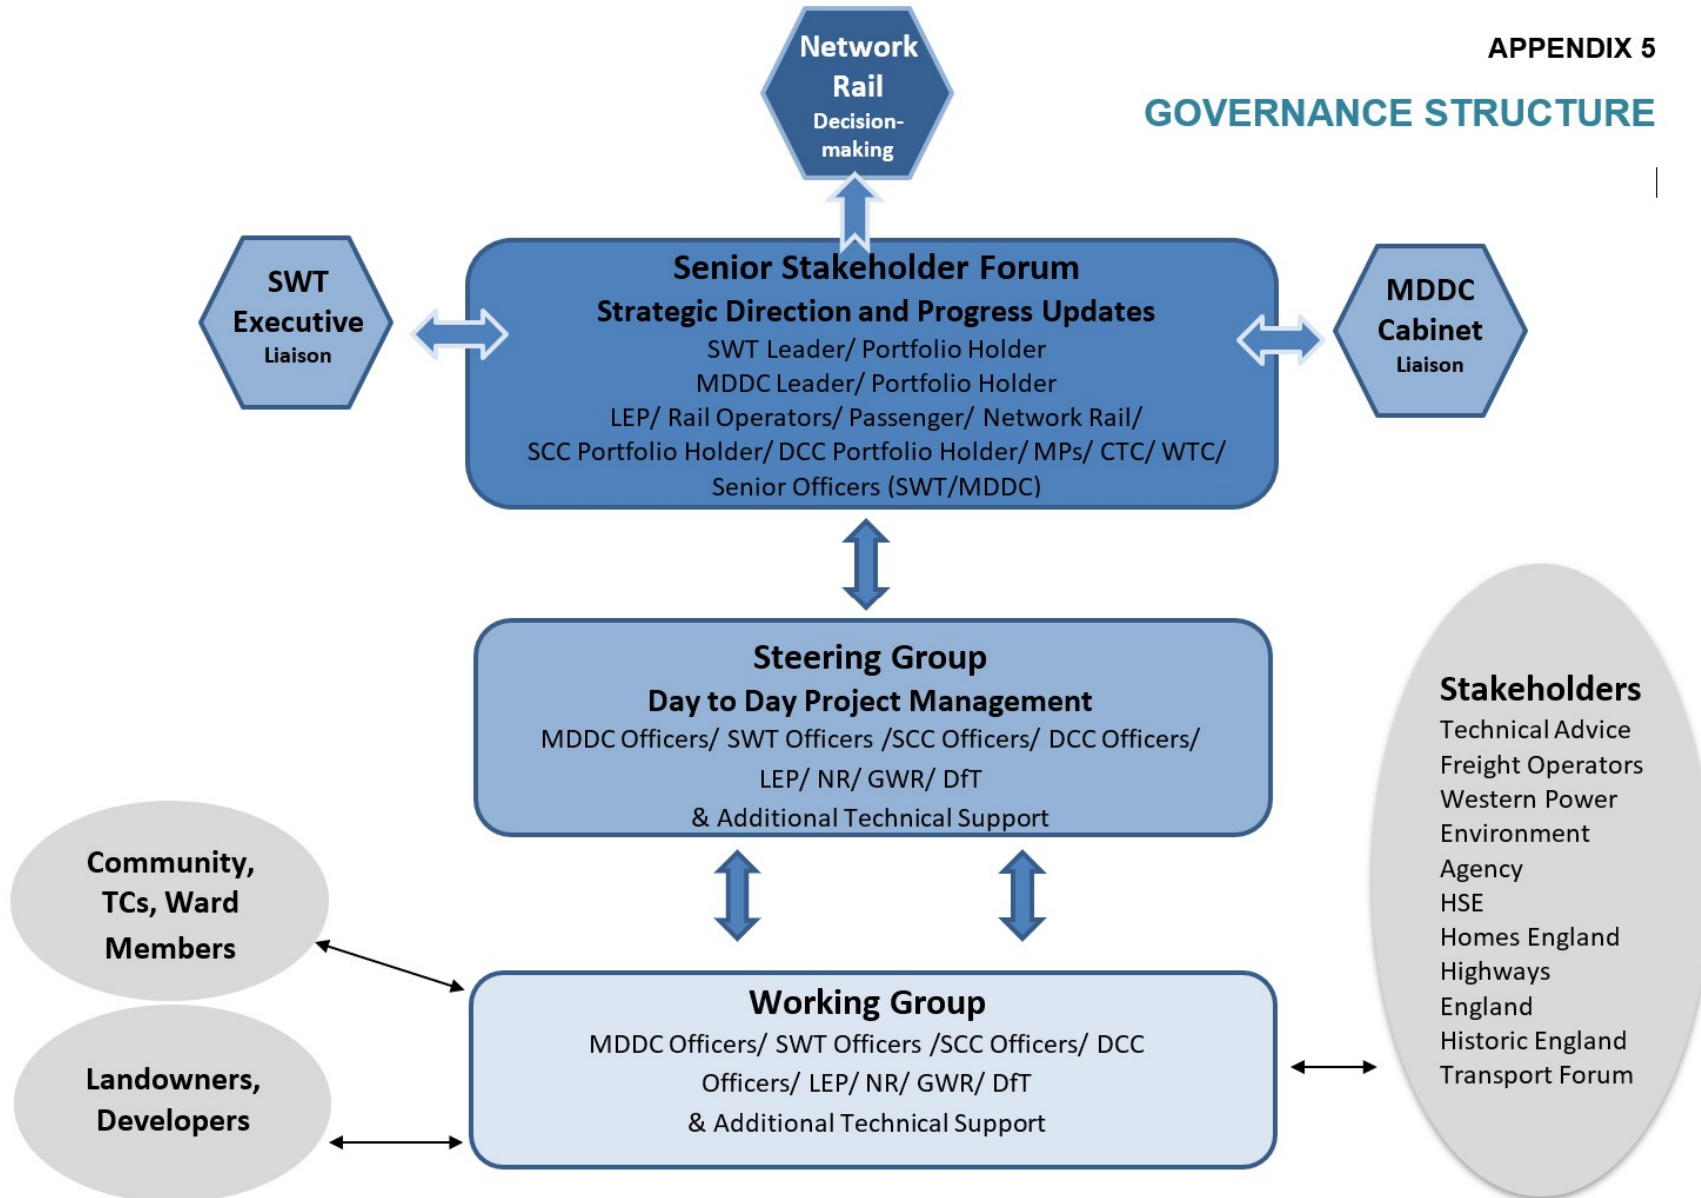 APPENDIX 5
GOVERNANCE STRUCTURE
Network
Rail
Decision-
making
SWT
Executive
Liaison
Senior Stakeholder Forum
Strategic Direction and Progress Updates
SWT Leader/ Portfolio Holder
MDDC Leader/ Portfolio Holder
LEP/ Rail Operators/ Passenger/ Network Rail/
SCC Portfolio Holder/ DCC Portfolio Holder/ MPs/ CTC/ WTC/
Senior Officers (SWT/MDDC)
MDDC
Cabinet
Liaison
Steering Group
Day to Day Project Management
MDDC Officers/ SWT Officers /SCC Officers/ DCC Officers/
LEP/ NR/ GWR/ DfT
& Additional Technical Support
Community,
TCs, Ward
Members
Landowners,
Developers
Working Group
MDDC Officers/ SWT Officers /SCC Officers/ DCC
Officers/ LEP/ NR/ GWR/ DfT
& Additional Technical Support
Stakeholders
Technical Advice
Freight Operators
Western Power
Environment
Agency
HSE
Homes England
Highways
England
Historic England
Transport Forum